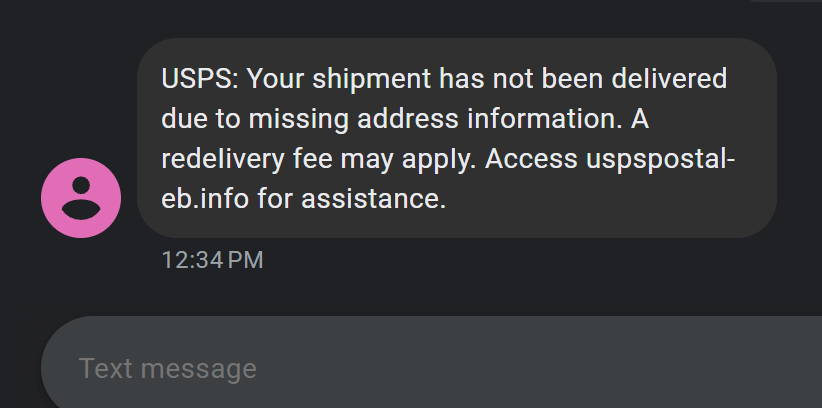 USPS: Your shipment has not been delivered
due to missing address information. A
redelivery fee may apply. Access uspspostal-
eb.info for assistance.
12:34 PM
Text message